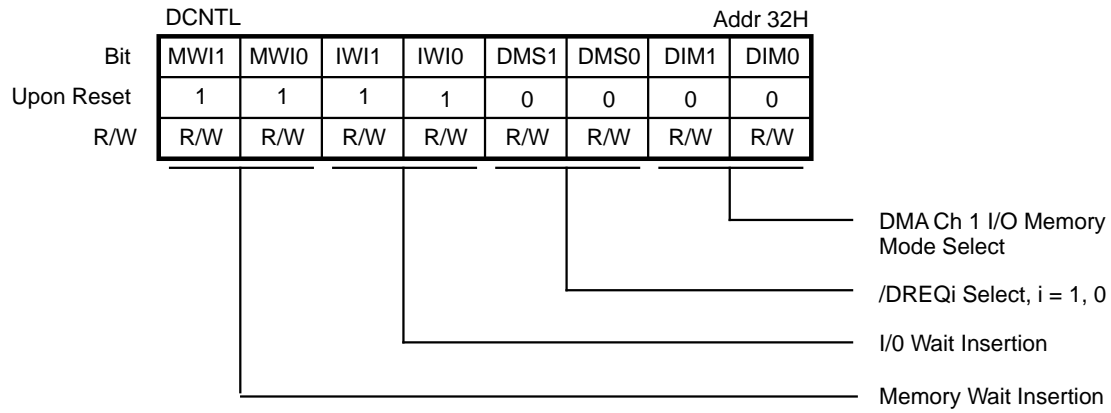 DCNTL Addr 32H
Bit MWI1 MWI0 IWI1 IWI0 DMS1 DMS0 DIM1 DIM0
Upon Reset 1 1 1 1 0 0 0 0
R/W R/W R/W R/W R/W R/W R/W R/W R/W
DMA Ch 1 I/O Memory
Mode Select
/DREQi Select, i = 1, 0
I/0 Wait Insertion
Memory Wait Insertion